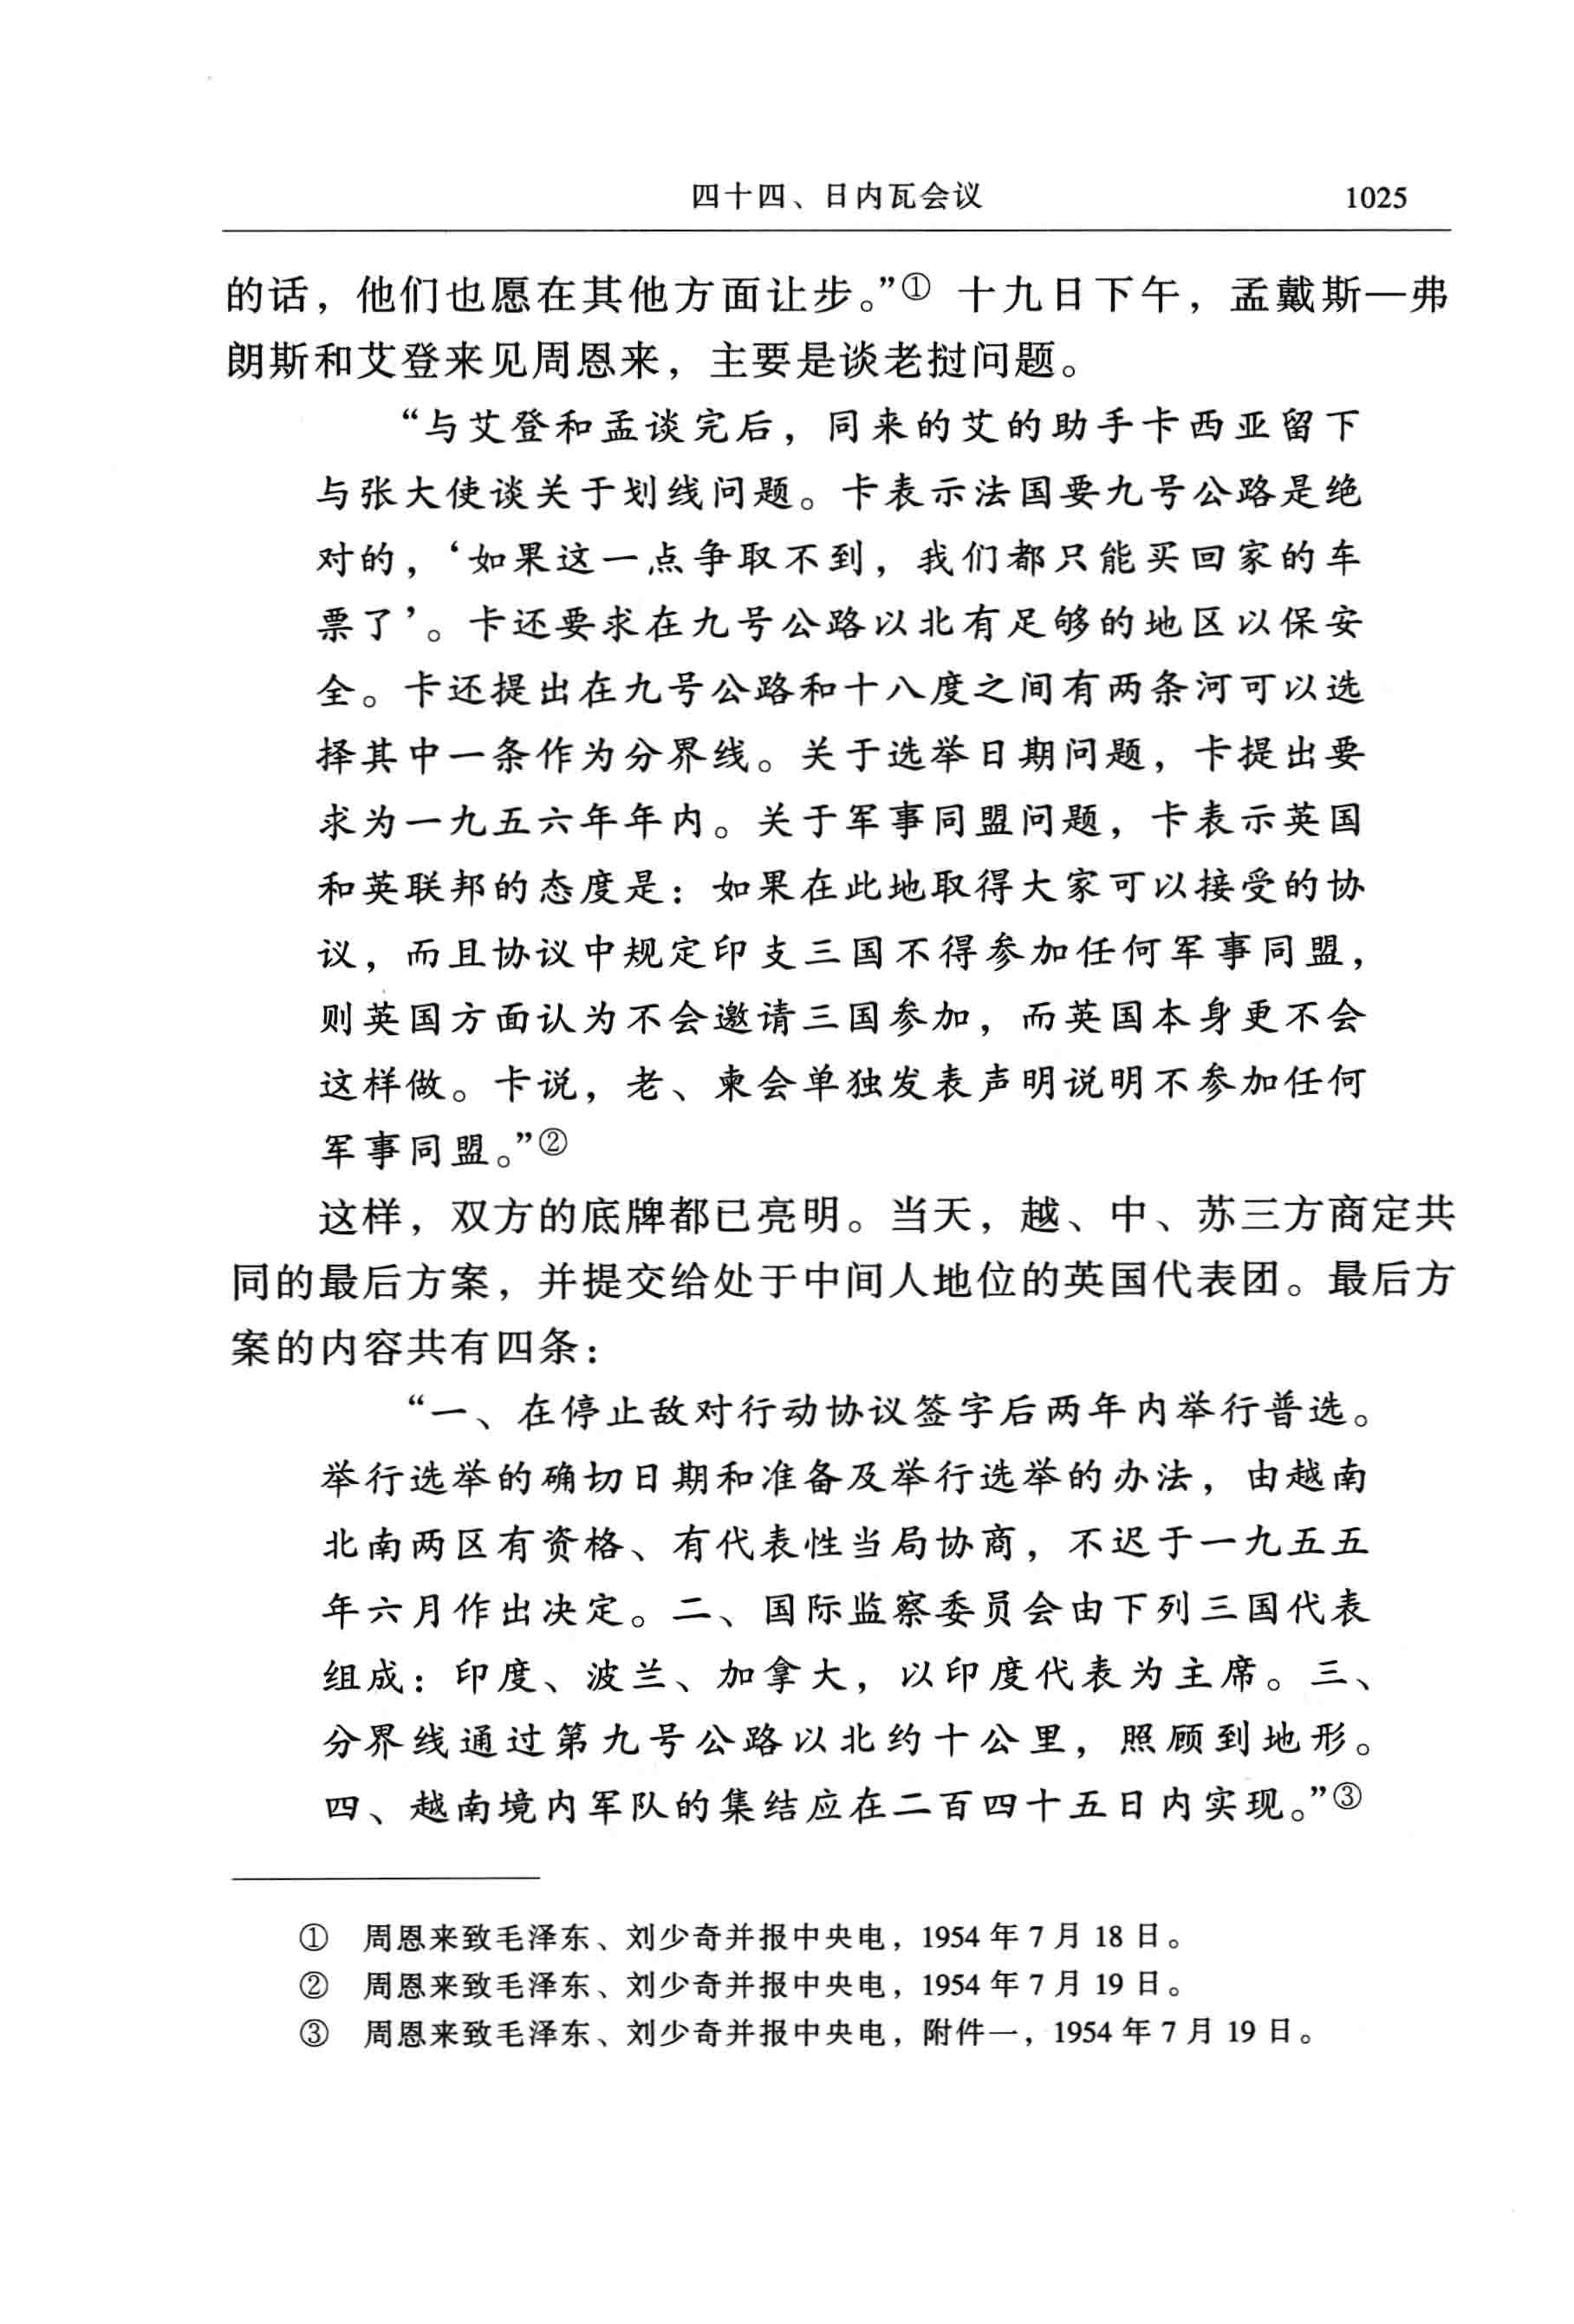 四十四、日内瓦会议 1025
的话，他们也愿在其他方面让步。”① 十九日下午，孟戴斯—弗
朗斯和艾登来见周恩来，主要是谈老挝问题。
“与艾登和孟谈完后，同来的艾的助手卡西亚留下
与张大使谈关于划线问题。卡表示法国要九号公路是绝
对的，‘如果这一点争取不到，我们都只能买回家的车
票了’。卡还要求在九号公路以北有足够的地区以保安
全。卡还提出在九号公路和十八度之间有两条河可以选
择其中一条作为分界线。关于选举日期问题，卡提出要
求为一九五六年年内。关于军事同盟问题，卡表示英国
和英联邦的态度是：如果在此地取得大家可以接受的协
议，而且协议中规定印支三国不得参加任何军事同盟，
则英国方面认为不会邀请三国参加，而英国本身更不会
这样做。卡说，老、柬会单独发表声明说明不参加任何
军事同盟。”②
这样，双方的底牌都已亮明。当天，越、中、苏三方商定共
同的最后方案，并提交给处于中间人地位的英国代表团。最后方
案的内容共有四条：
“一、在停止敌对行动协议签字后两年内举行普选。
举行选举的确切日期和准备及举行选举的办法，由越南
北南两区有资格、有代表性当局协商，不迟于一九五五
年六月作出决定。二、国际监察委员会由下列三国代表
组成：印度、波兰、加拿大，以印度代表为主席。三、
分界线通过第九号公路以北约十公里，照顾到地形。
四、越南境内军队的集结应在二百四十五日内实现。”③
① 周恩来致毛泽东、刘少奇并报中央电，1954 年 7 月 18 日。
② 周恩来致毛泽东、刘少奇并报中央电，1954 年 7 月 19 日。
③ 周恩来致毛泽东、刘少奇并报中央电，附件一，1954 年 7 月 19 日。